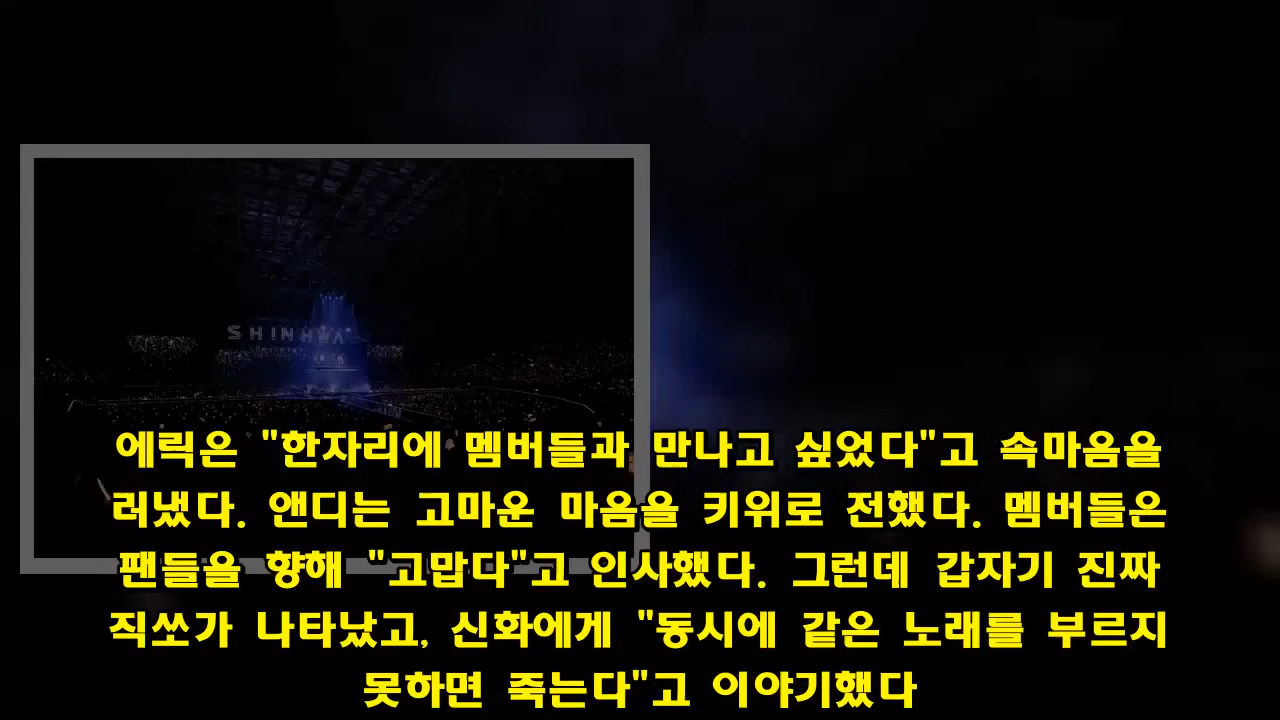 SHINHWA
에릭은 "한자리에 멤버들과 만나고 싶었다"고 속마음을
러냈다. 앤디는 고마운 마음을 키위로 전했다. 멤버들은
팬들을 향해 "고맙다"고 인사했다. 그런데 갑자기 진짜
직쏘가 나타났고, 신화에게 "동시에 같은 노래를 부르지
못하면 죽는다"고 이야기했다